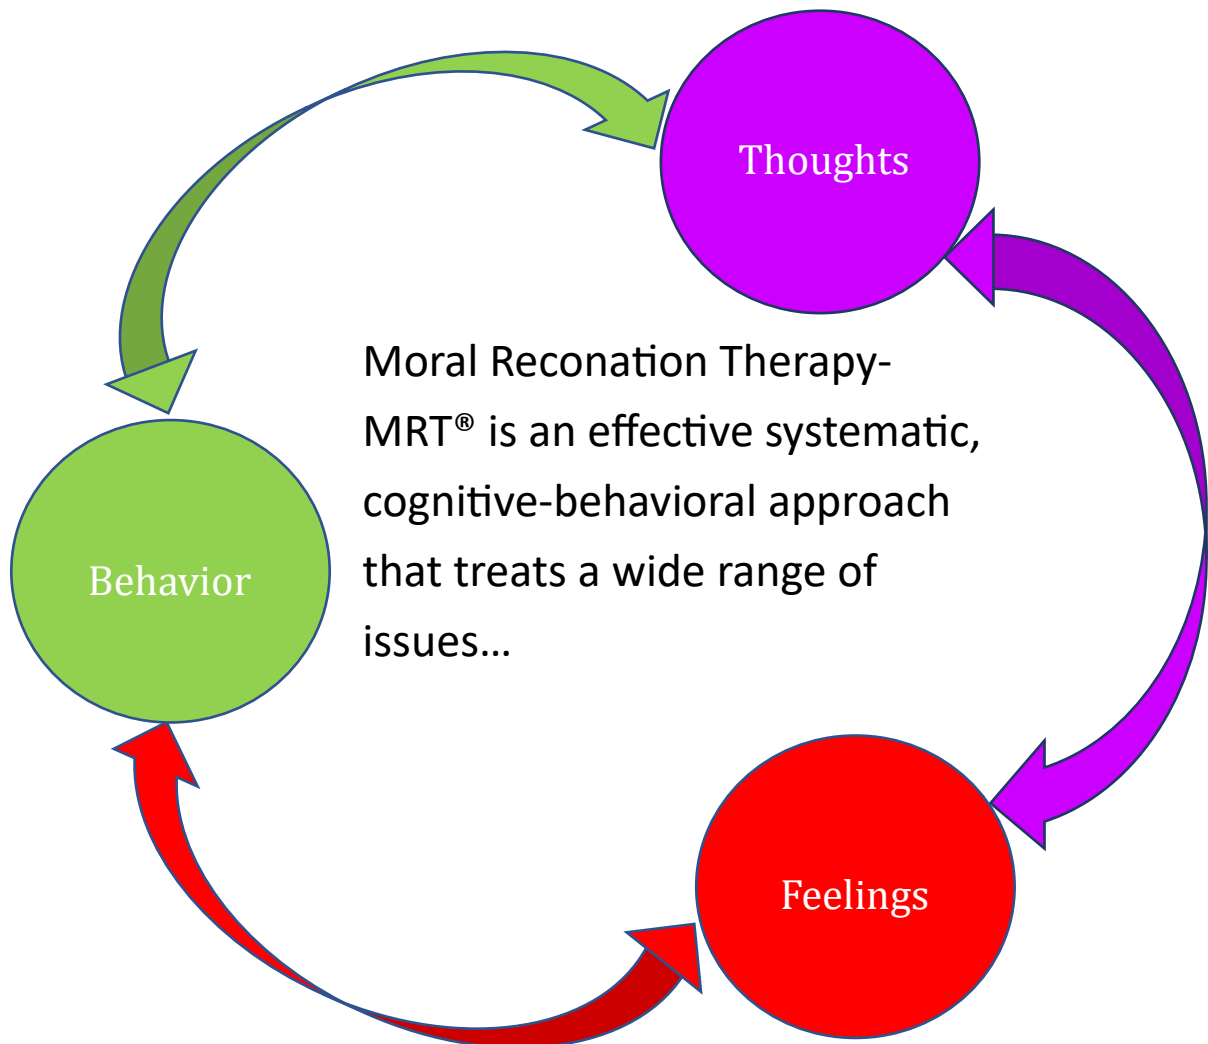 Thoughts
Moral Reconation Therapy-
MRT® is an effective systematic,
cognitive-behavioral approach
that treats a wide range of
issues…
Behavior
Feelings